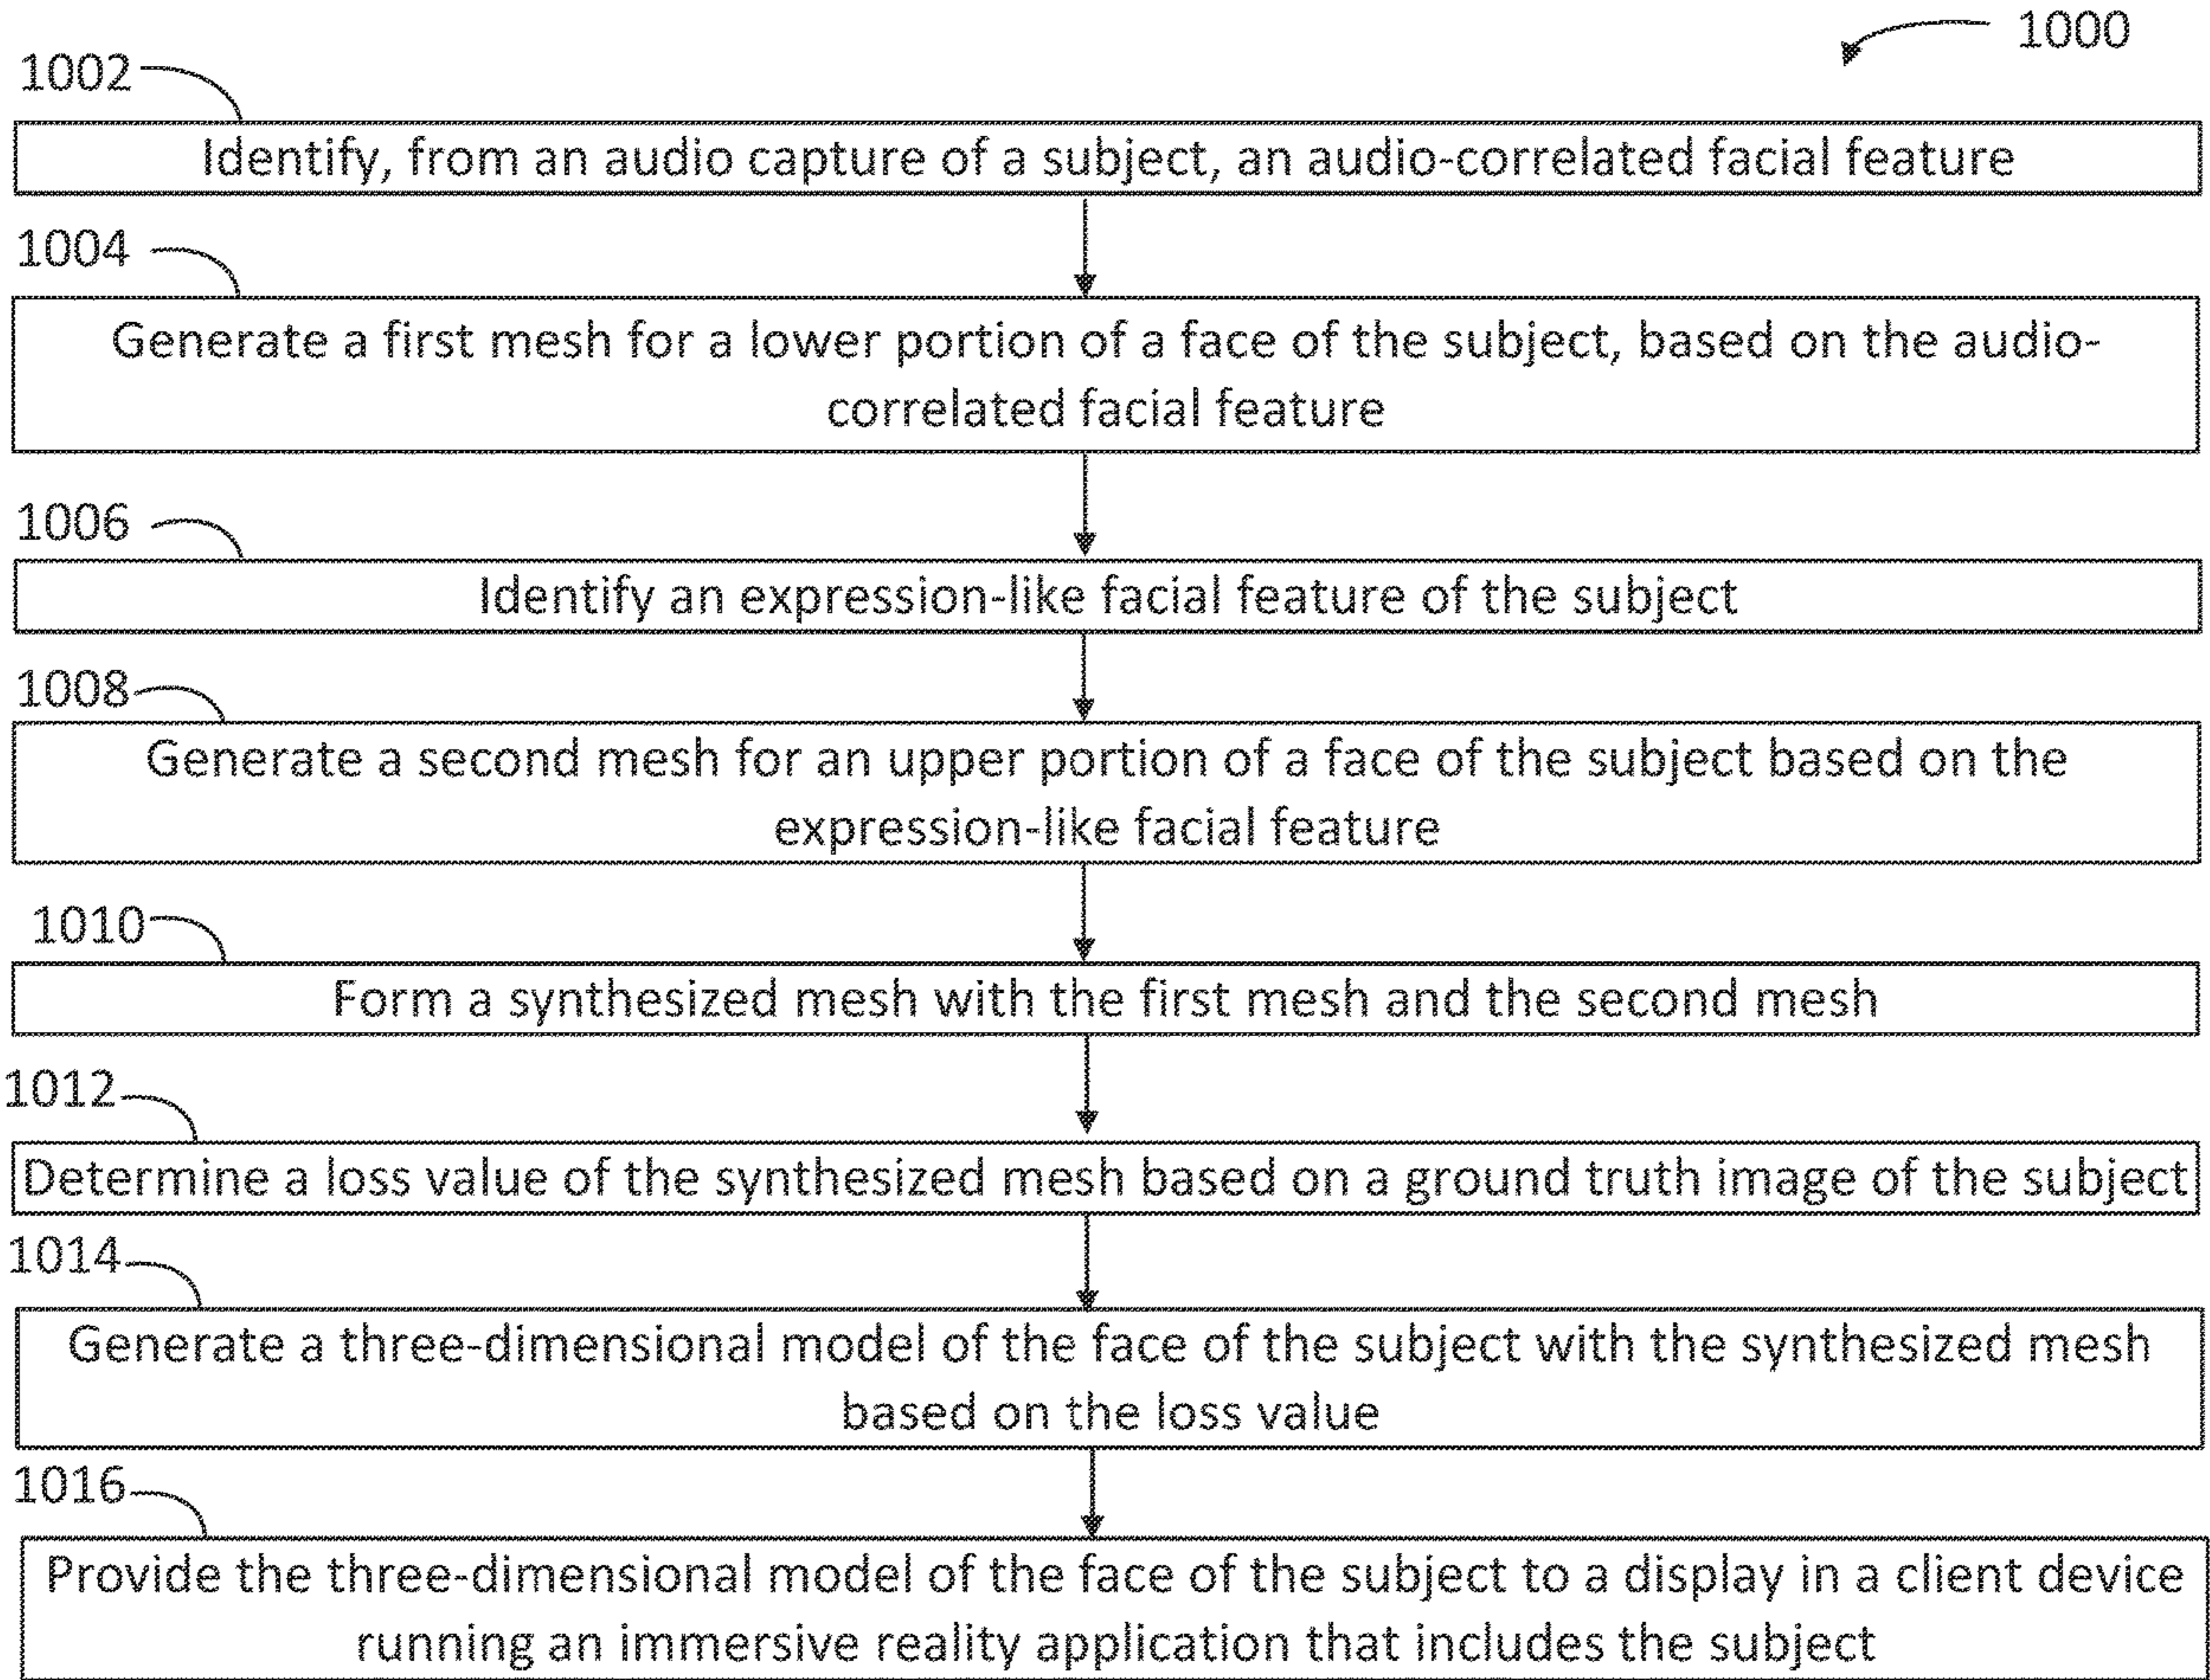 1000
1002
Identify, from an audio capture of a subject, an audio-correlated facial feature
1004
Generate a first mesh for a lower portion of a face of the subject, based on the audio-
correlated facial feature
1006
Identify an expression-like facial feature of the subject
1008
Generate a second mesh for an upper portion of a face of the subject based on the
expression-like facial feature
1010
Form a synthesized mesh with the first mesh and the second mesh
1012
Determine a loss value of the synthesized mesh based on a ground truth image of the subject
1014
Generate a three-dimensional model of the face of the subject with the synthesized mesh
based on the loss value
1016
Provide the three-dimensional model of the face of the subject to a display in a client device
running an immersive reality application that includes the subject